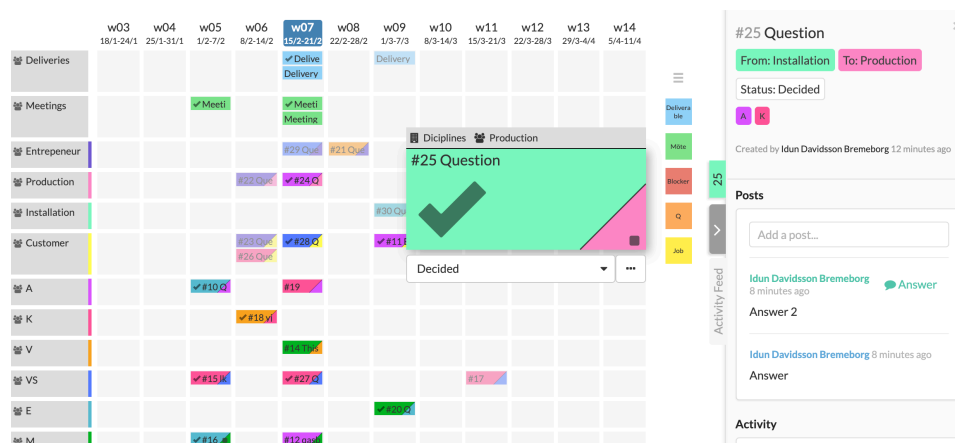 w03 w04 w05 w06 w07 w08 w09 w10 w11 w12 w13 w14
18/1-24/1 25/1-31/1 1/2-7/2 8/2-14/2 15/2-21/2 22/2-28/2 1/3-7/3 8/3-14/3 15/3-21/3 22/3-28/3 29/3-4/4 5/4-11/4
Deliveries
Delive
Delivery
Delivery
Meetings
Meeti
Meeti
Meeting
Entrepeneur
#29 Que
#21 Que
Production
#22 Que
#24 Q
Installation
#30 Qu
Customer
#23 Que
#28 Q
#11
#26 Que
A
#10 Q
#19
K
#18 yj
V
#14 This
VS
#15
#27 Q
#17
E
#20 Q
M
#16
#12
Diciplines Production
#25 Question
Decided
Delivera
ble
Möte
Blocker
Q
Job
25
Activity Feed
#25 Question
From: Installation To: Production
Status: Decided
A K
Created by Idun Davidsson Bremeborg 12 minutes ago
Posts
Add a post...
Idun Davidsson Bremeborg
8 minutes ago
Answer
Answer 2
Idun Davidsson Bremeborg 8 minutes ago
Answer
Activity